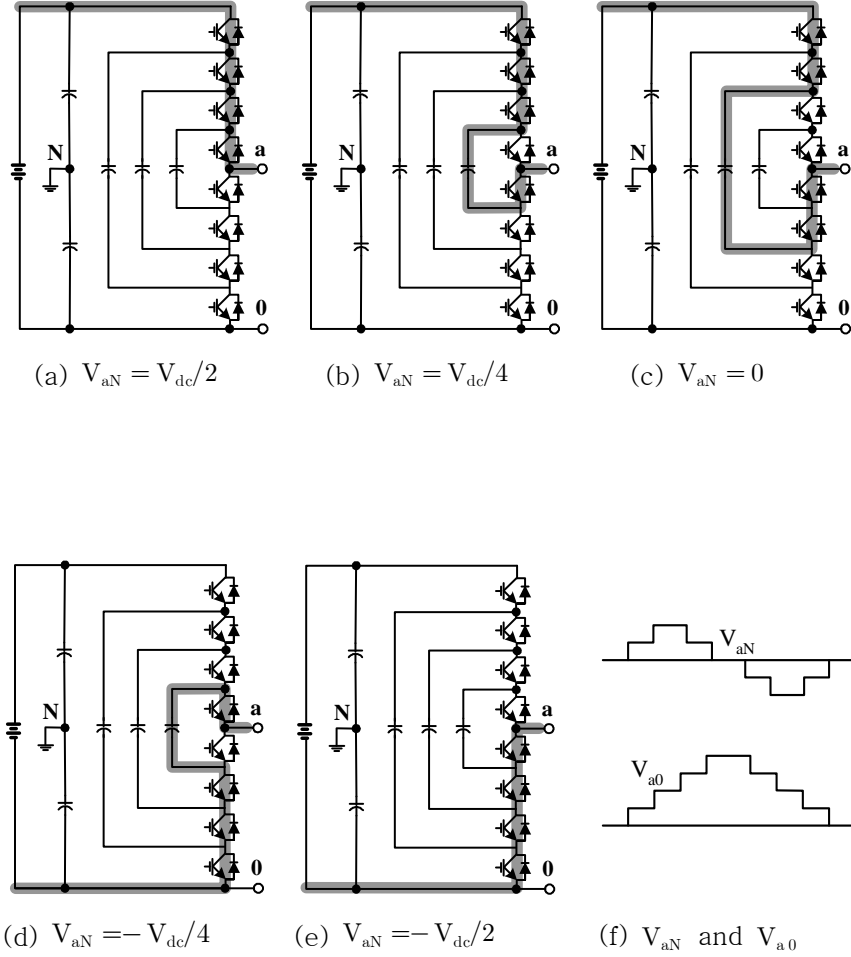 N
a
0
N
a
0
N
a
0
(a) V_aN = V_dc/2
(b) V_aN = V_dc/4
(c) V_aN = 0
N
a
0
N
a
0
V_aN
V_a0
(d) V_aN = − V_dc/4
(e) V_aN = − V_dc/2
(f) V_aN and V_a0